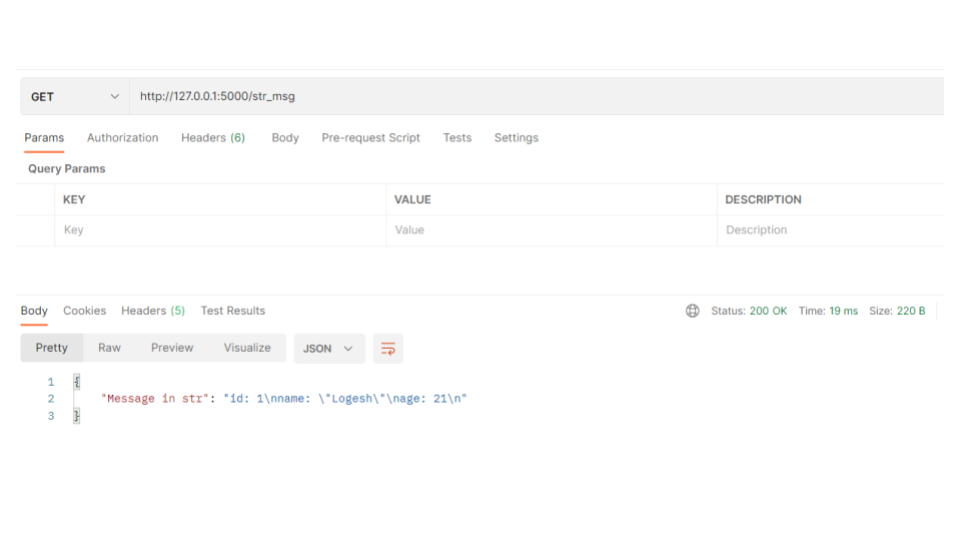 GET http://127.0.0.1:5000/str_msg
Params Authorization Headers (6) Body Pre-request Script Tests Settings
Query Params
KEY VALUE DESCRIPTION
Key Value Description
Body Cookies Headers (5) Test Results Status: 200 OK Time: 19 ms Size: 220 B
Pretty Raw Preview Visualize JSON
1 {
2 "Message in str": "id: 1\nname: \"Logesh\"\nage: 21\n"
3 }